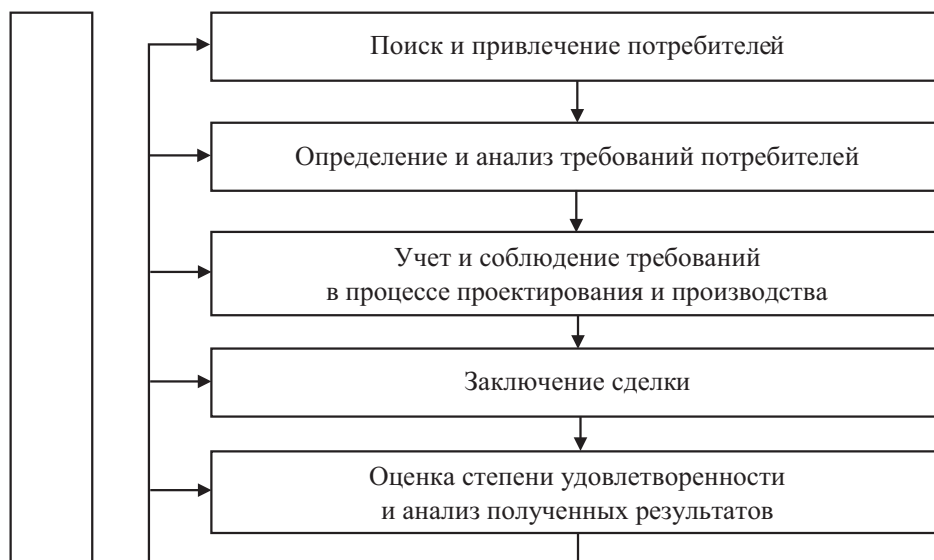 Поиск и привлечение потребителей
Определение и анализ требований потребителей
Учет и соблюдение требований
в процессе проектирования и производства
Заключение сделки
Оценка степени удовлетворенности
и анализ полученных результатов